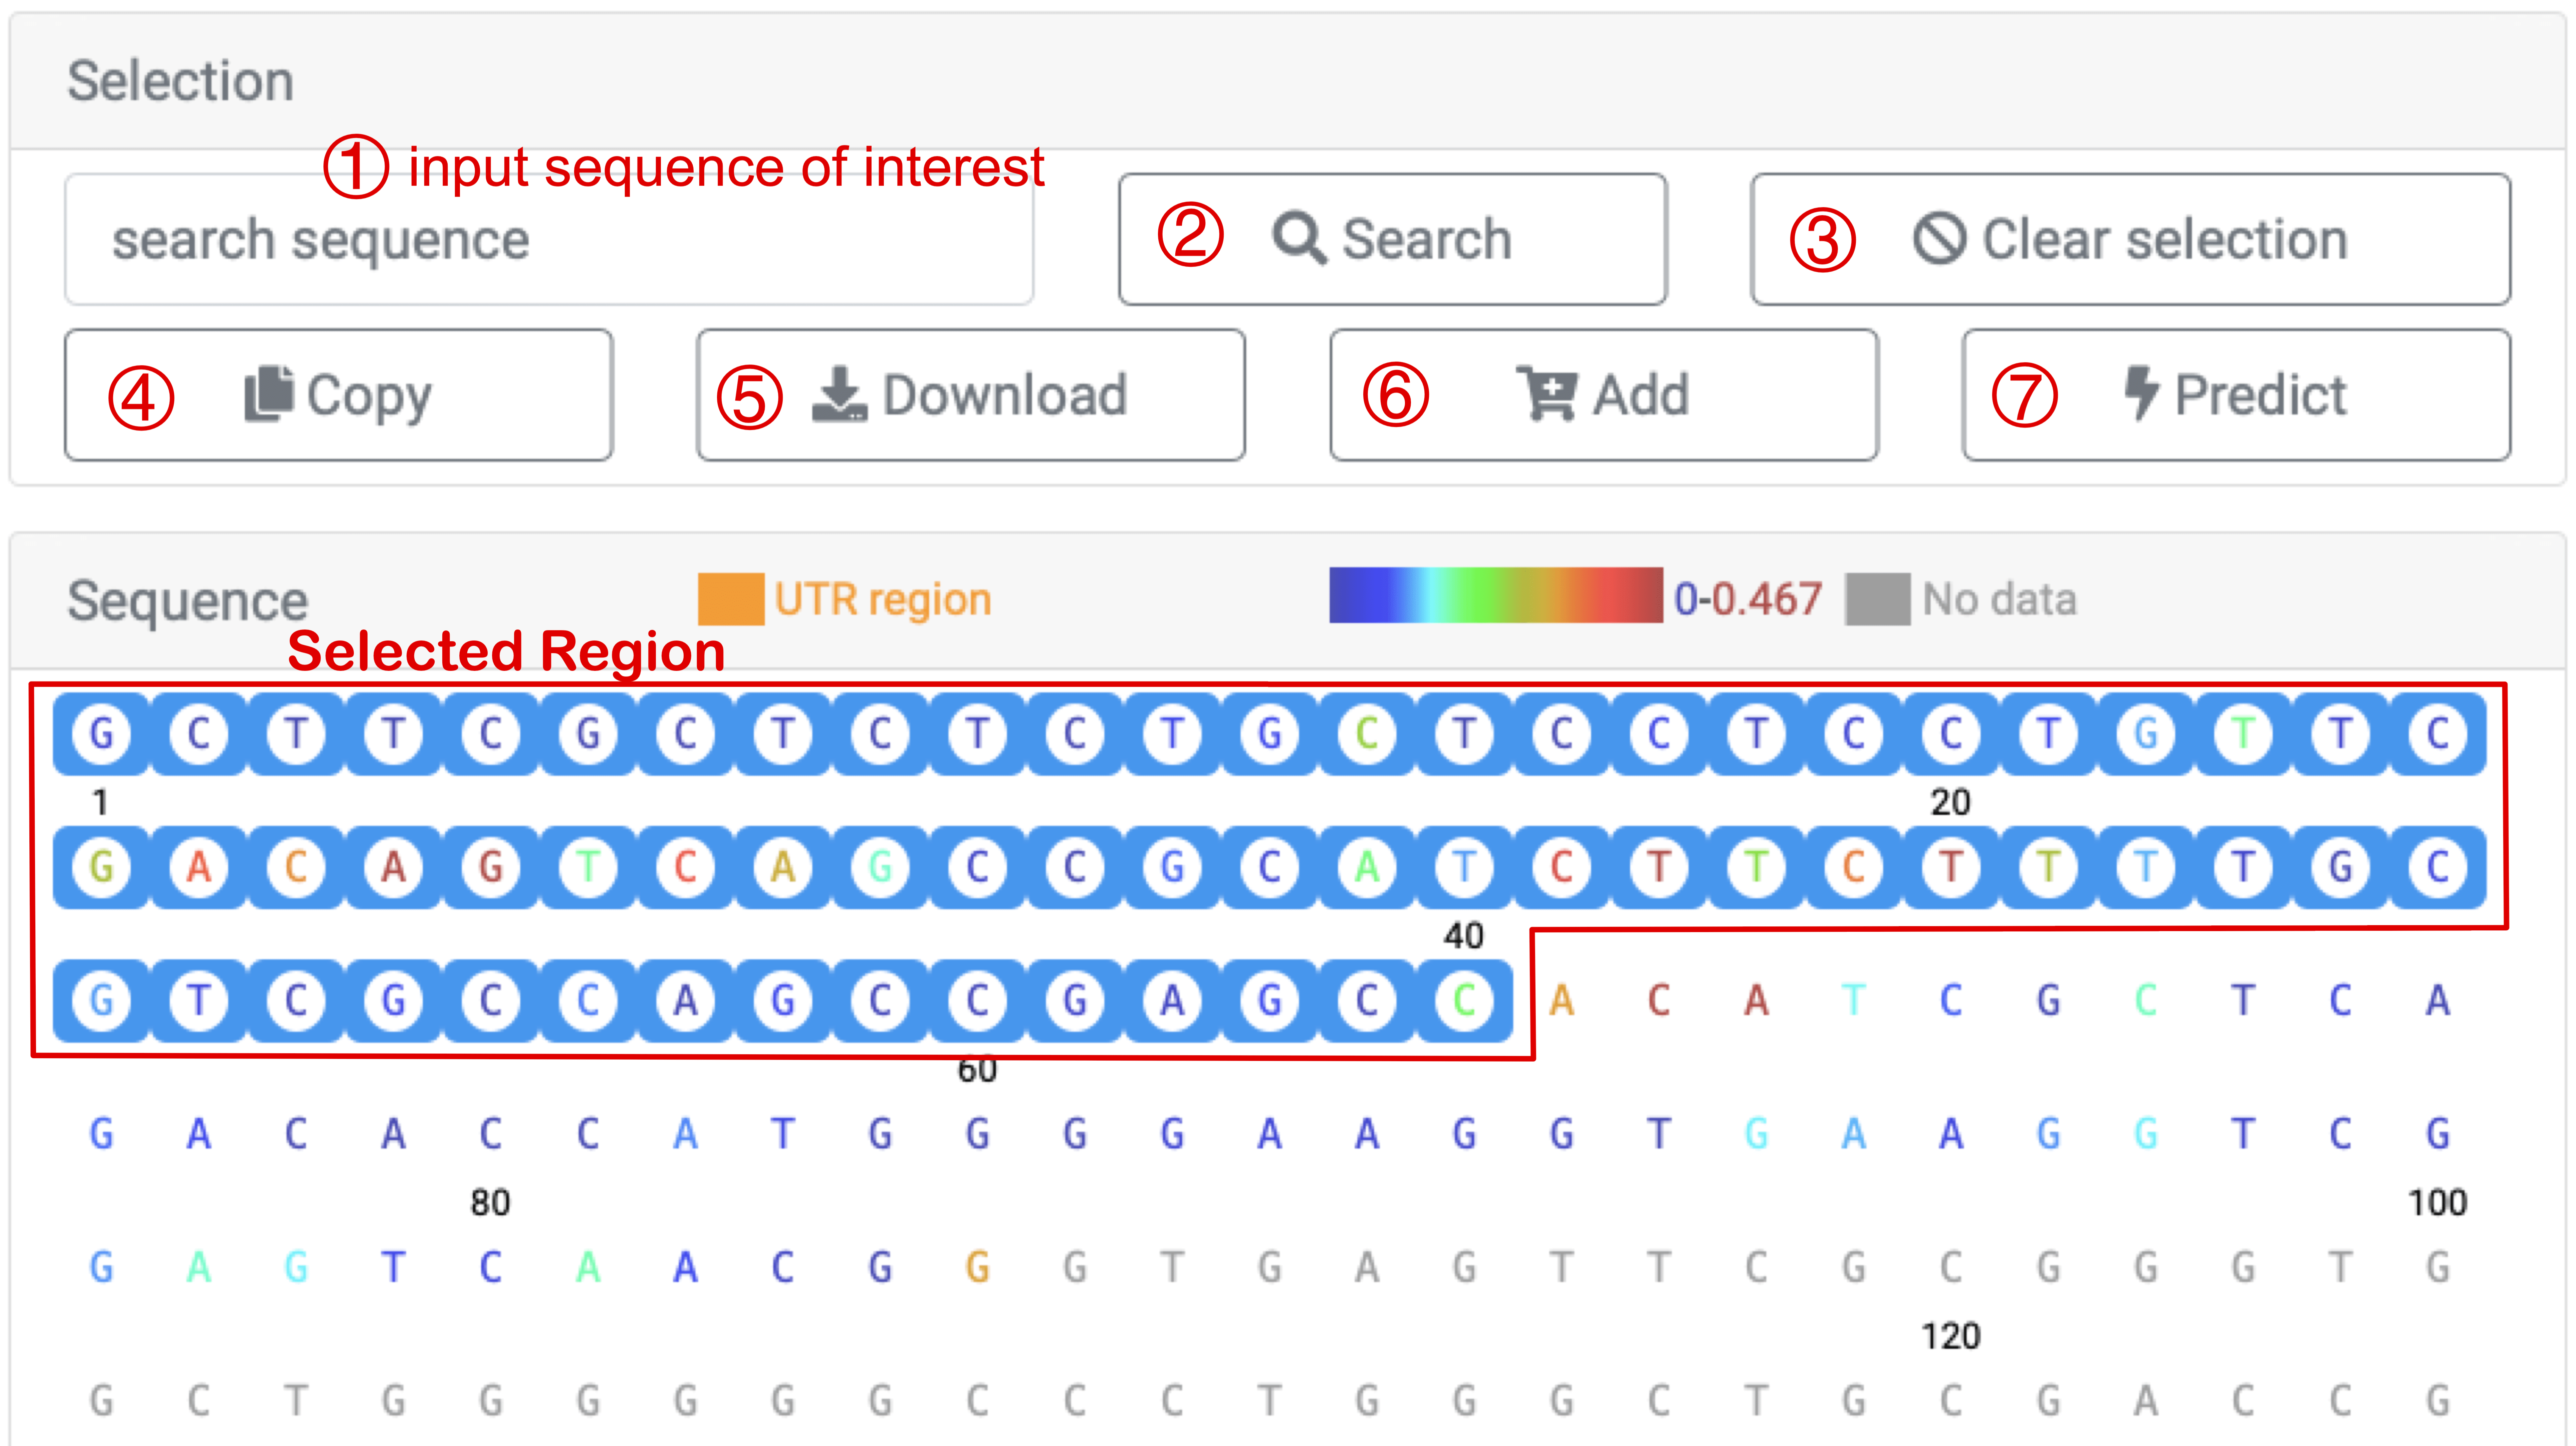 Selection
① input sequence of interest
search sequence ② Search ③ Clear selection
④ Copy ⑤ Download ⑥ Add ⑦ Predict
Sequence UTR region 0-0.467 No data
Selected Region
G C T T C G C T C T C T G C T C C T C C T G T T C
1 20
G A C A G T C A G C C G C A T C T T C T T T T G C
40
G T C G C C A G C C G A G C C A C A T C G C T C A
60
G A C A C C A T G G G G A A G G T G A A G G T C G
80 100
G A G T C A A C G G G T G A G T T C G C G G G T G
120
G C T G G G G G C C C T G G G C T G C G A C C G